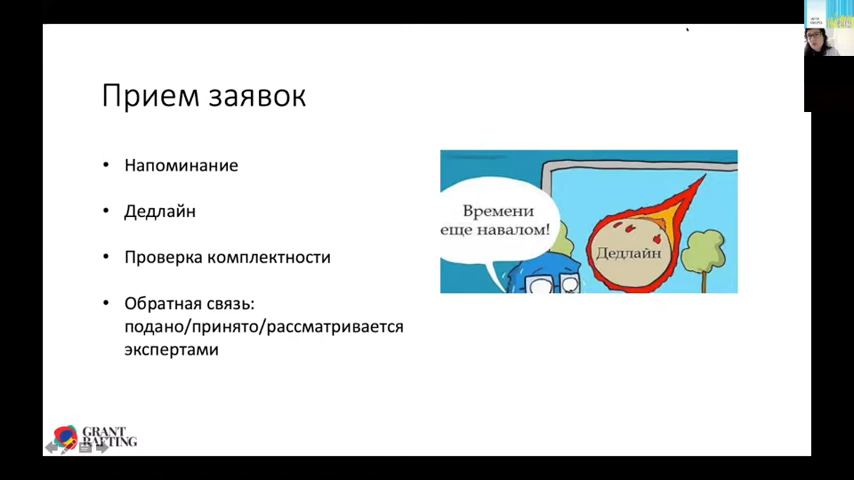 Прием заявок
• Напоминание
• Дедлайн
• Проверка комплектности
• Обратная связь:
подано/принято/рассматривается
экспертами
Времени
еще навалом!
Дедлайн
GRANT
RAFTING